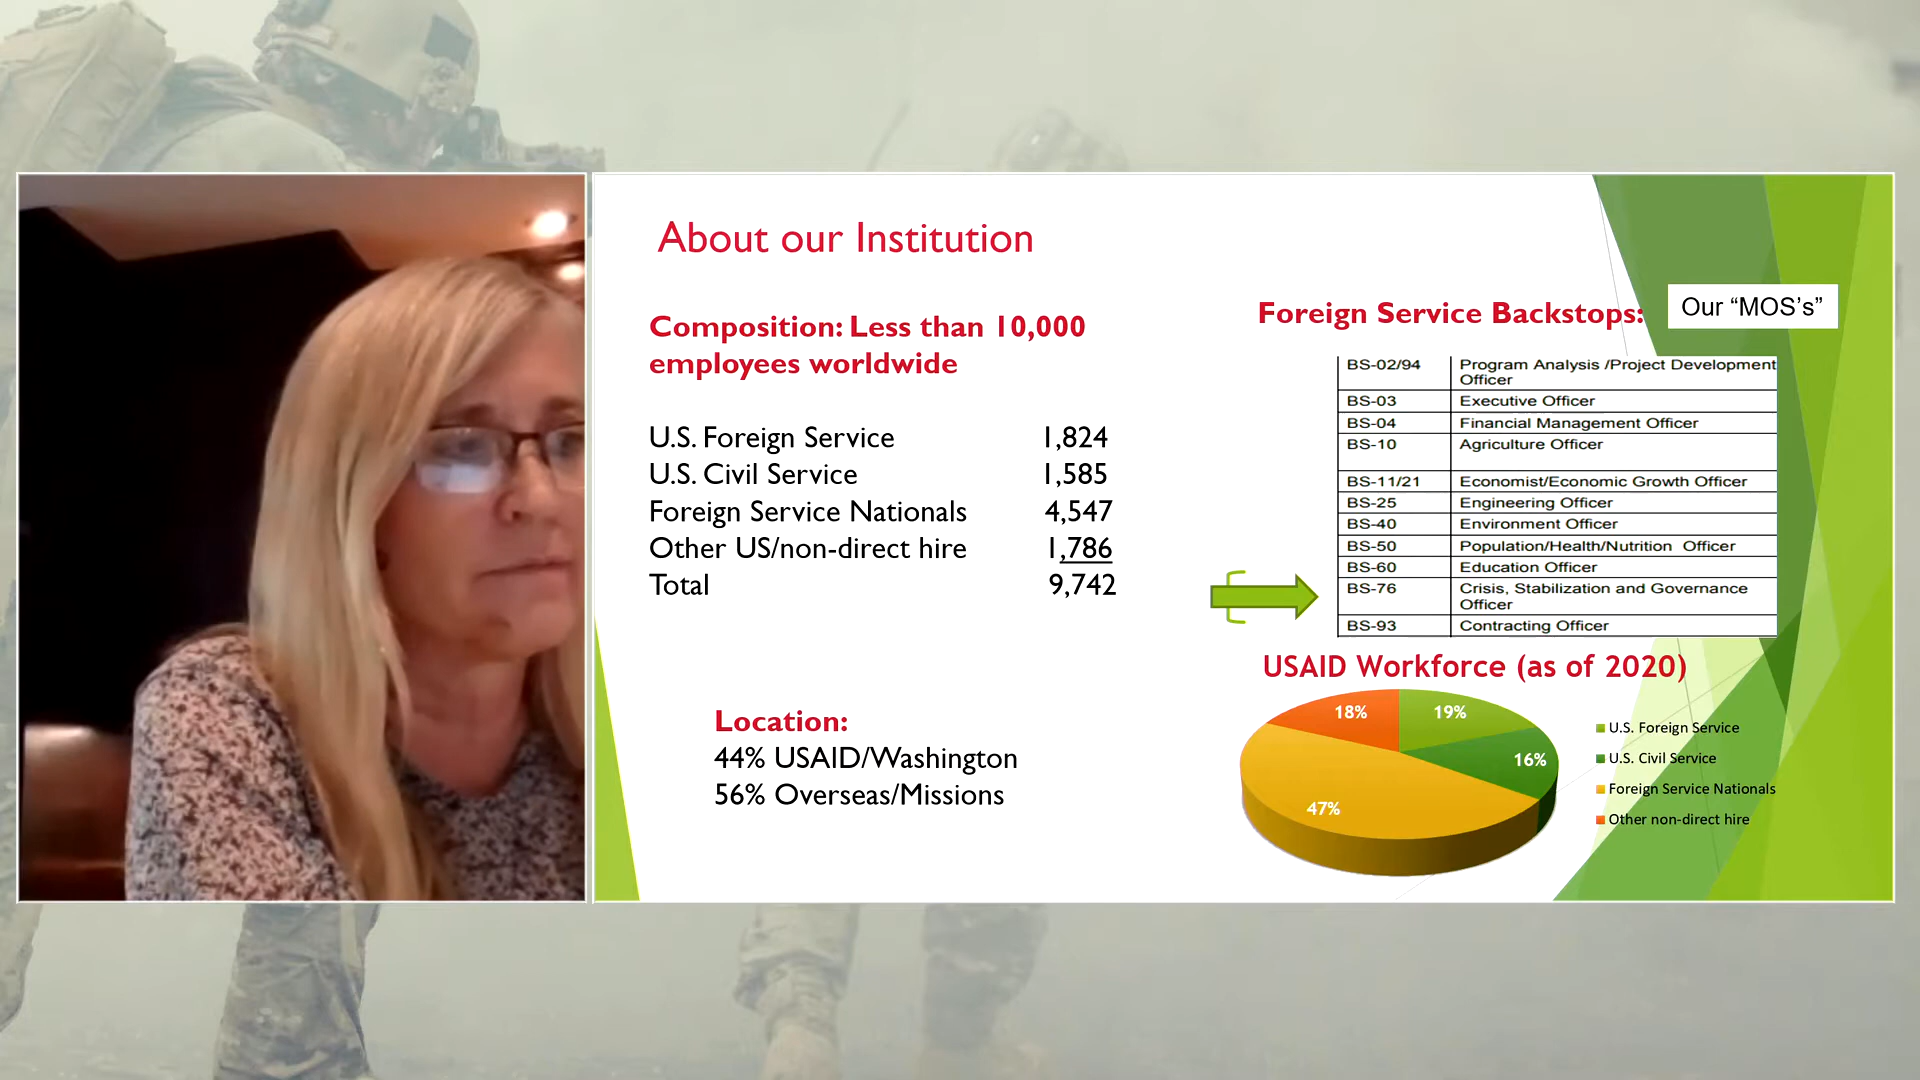 About our Institution
Composition: Less than 10,000
employees worldwide
U.S. Foreign Service 1,824
U.S. Civil Service 1,585
Foreign Service Nationals 4,547
Other US/non-direct hire 1,786
Total 9,742
Location:
44% USAID/Washington
56% Overseas/Missions
Foreign Service Backstops:
Our “MOS’s”
BS-02/94 Program Analysis /Project Development
Officer
BS-03 Executive Officer
BS-04 Financial Management Officer
BS-10 Agriculture Officer
BS-11/21 Economist/Economic Growth Officer
BS-25 Engineering Officer
BS-40 Environment Officer
BS-50 Population/Health/Nutrition Officer
BS-60 Education Officer
BS-76 Crisis, Stabilization and Governance
Officer
BS-93 Contracting Officer
USAID Workforce (as of 2020)
18%
19%
16%
47%
U.S. Foreign Service
U.S. Civil Service
Foreign Service Nationals
Other non-direct hire